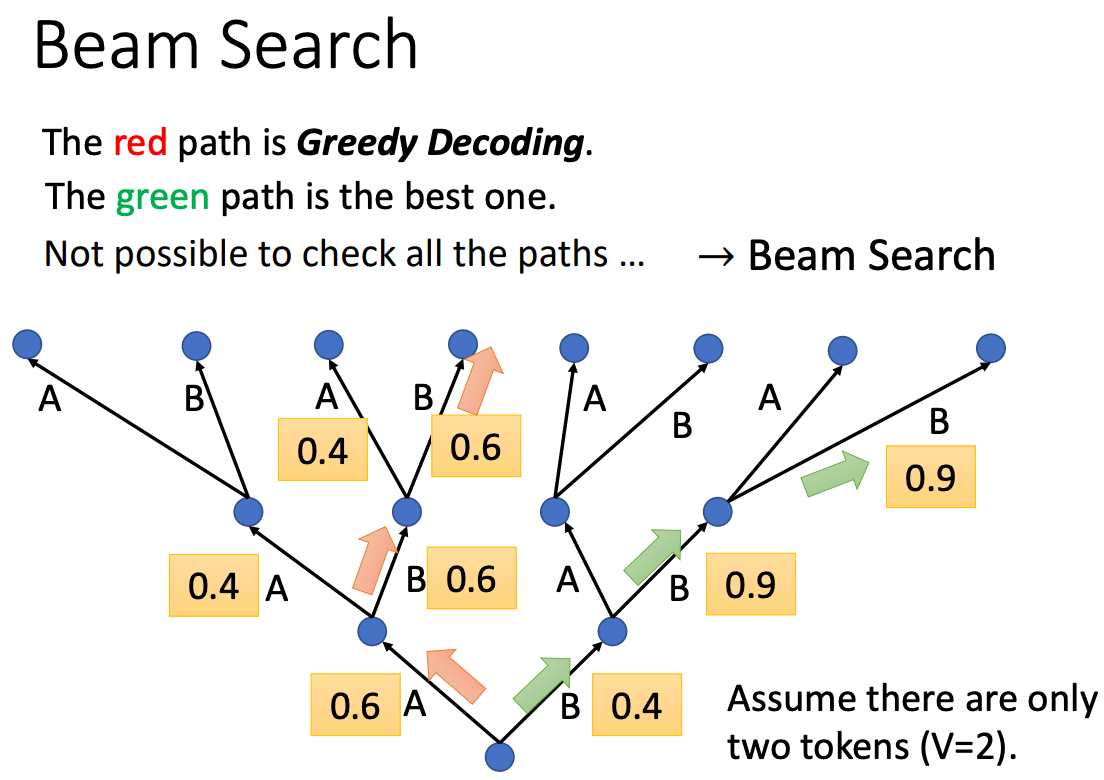 Beam Search
The red path is Greedy Decoding.
The green path is the best one.
Not possible to check all the paths ... → Beam Search
A B A B A B A B
0.4 0.6 0.9
0.4 A B 0.6 A B 0.9
0.6 A B 0.4
Assume there are only
two tokens (V=2).